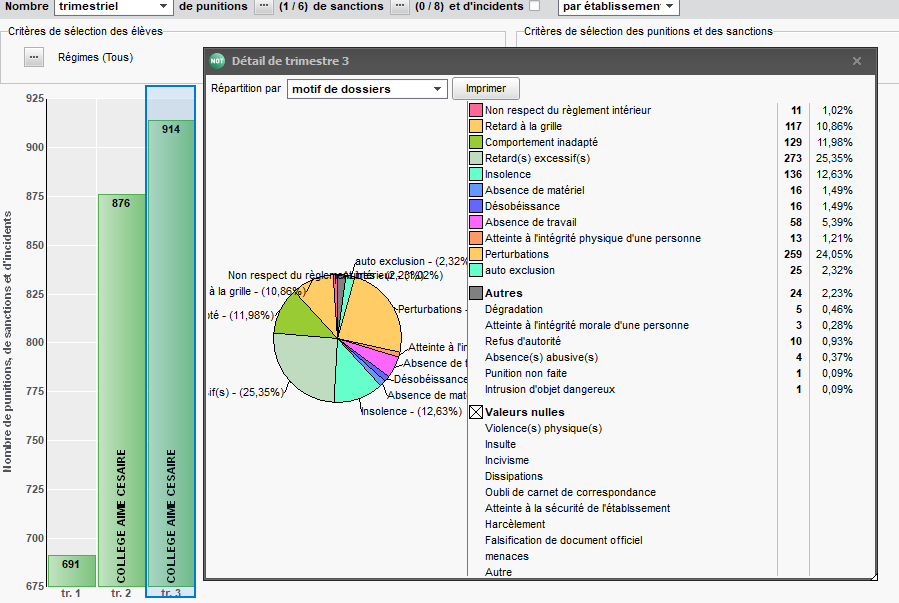 Nombre trimestriel de punitions ... (1 / 6) de sanctions ... (0 / 8) et d'incidents par établissement
Critères de sélection des élèves
Critères de sélection des punitions et des sanctions
... Régimes (Tous)
NOT Détail de trimestre 3
Répartition par motif de dossiers Imprimer
Nombre de punitions, de sanctions et d'incidents
925
900
875
850
825
800
775
750
725
700
675
691
876
914
COLLEGE AIME CESAIRE
COLLEGE AIME CESAIRE
tr. 1 tr. 2 tr. 3
auto exclusion - (2,32%
Non respect du règlement intérieur - (1,02%)
Autres - (2,23%)
à la grille - (10,86%)
Perturbations -
té - (11,98%)
Atteinte à l'in
Absence de t
if(s) - (25,35%)
Désobéissance
Absence de mat
Insolence - (12,63%)
Non respect du règlement intérieur 11 1,02%
Retard à la grille 117 10,86%
Comportement inadapté 129 11,98%
Retard(s) excessif(s) 273 25,35%
Insolence 136 12,63%
Absence de matériel 16 1,49%
Désobéissance 16 1,49%
Absence de travail 58 5,39%
Atteinte à l'intégrité physique d'une personne 13 1,21%
Perturbations 259 24,05%
auto exclusion 25 2,32%
Autres 24 2,23%
Dégradation 5 0,46%
Atteinte à l'intégrité morale d'une personne 3 0,28%
Refus d'autorité 10 0,93%
Absence(s) abusive(s) 4 0,37%
Punition non faite 1 0,09%
Intrusion d'objet dangereux 1 0,09%
Valeurs nulles
Violence(s) physique(s)
Insulte
Incivisme
Dissipations
Oubli de carnet de correspondance
Atteinte à la sécurité de l'établissement
Harcèlement
Falsification de document officiel
menaces
Autre